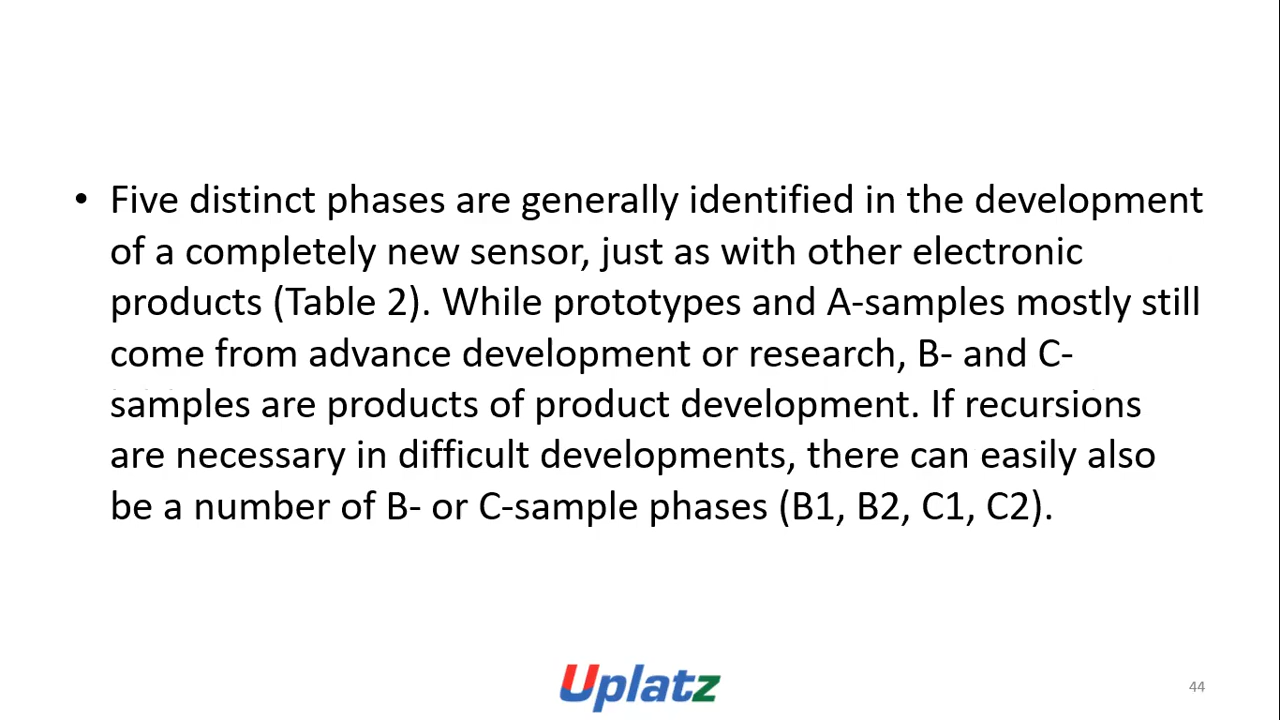 • Five distinct phases are generally identified in the development
of a completely new sensor, just as with other electronic
products (Table 2). While prototypes and A-samples mostly still
come from advance development or research, B- and C-
samples are products of product development. If recursions
are necessary in difficult developments, there can easily also
be a number of B- or C-sample phases (B1, B2, C1, C2).
Uplatz
44